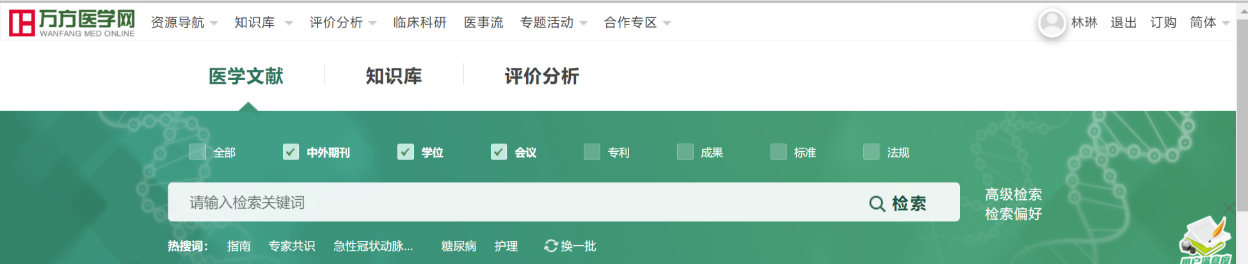 万方医学网 资源导航 知识库 评价分析 临床科研 医事流 专题活动 合作专区 林琳 退出 订购 简体
WANFANG MED ONLINE
医学文献 知识库 评价分析
全部 中外期刊 学位 会议 专利 成果 标准 法规
请输入检索关键词 检索 高级检索
检索偏好
热搜词： 指南 专家共识 急性冠状动脉... 糖尿病 护理 换一批